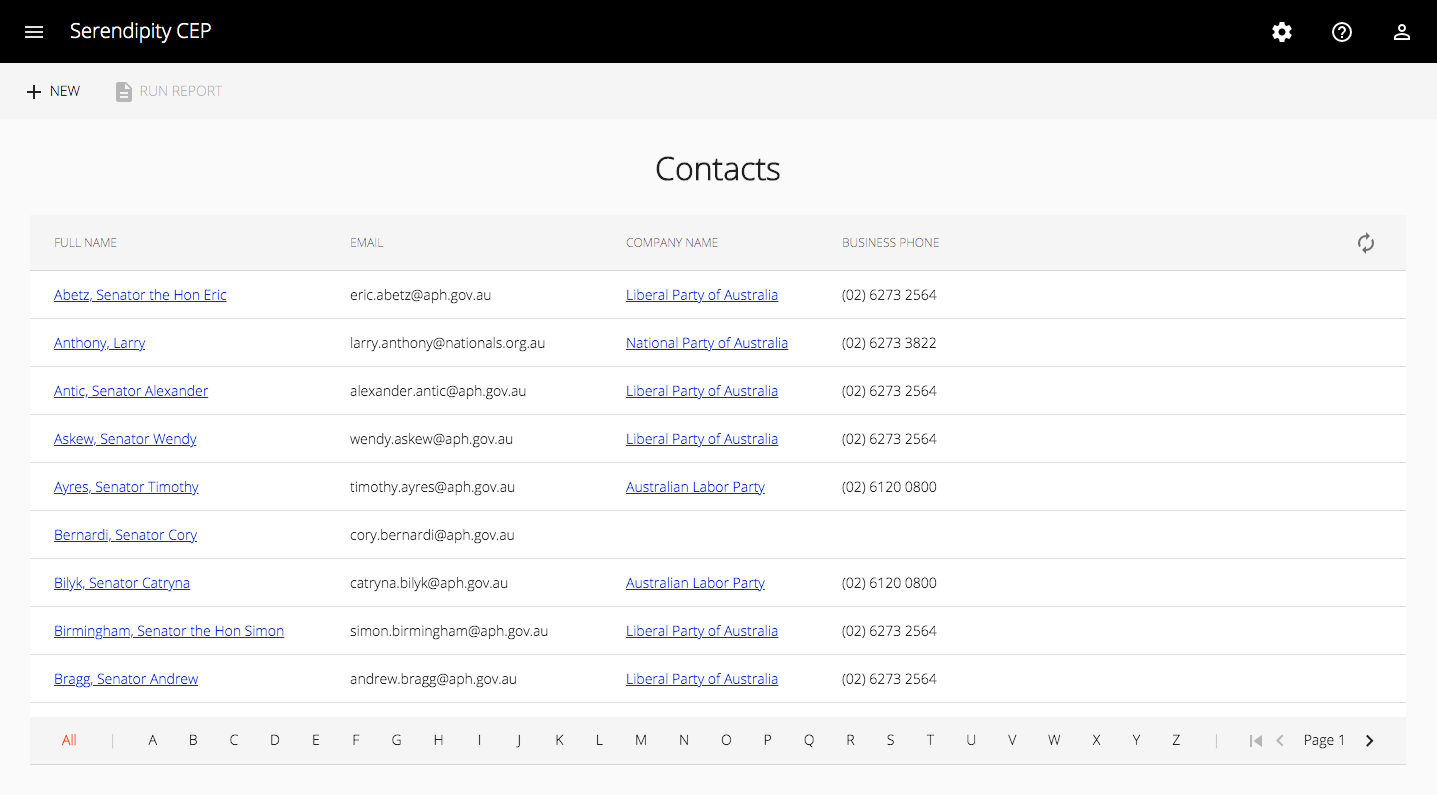 Serendipity CEP
NEW RUN REPORT
Contacts
FULL NAME EMAIL COMPANY NAME BUSINESS PHONE
Abetz, Senator the Hon Eric eric.abetz@aph.gov.au Liberal Party of Australia (02) 6273 2564
Anthony, Larry larry.anthony@nationals.org.au National Party of Australia (02) 6273 3822
Antic, Senator Alexander alexander.antic@aph.gov.au Liberal Party of Australia (02) 6273 2564
Askew, Senator Wendy wendy.askew@aph.gov.au Liberal Party of Australia (02) 6273 2564
Ayres, Senator Timothy timothy.ayres@aph.gov.au Australian Labor Party (02) 6120 0800
Bernardi, Senator Cory cory.bernardi@aph.gov.au
Bilyk, Senator Catryna catryna.bilyk@aph.gov.au Australian Labor Party (02) 6120 0800
Birmingham, Senator the Hon Simon simon.birmingham@aph.gov.au Liberal Party of Australia (02) 6273 2564
Bragg, Senator Andrew andrew.bragg@aph.gov.au Liberal Party of Australia (02) 6273 2564
All | A B C D E F G H I J K L M N O P Q R S T U V W X Y Z | Page 1